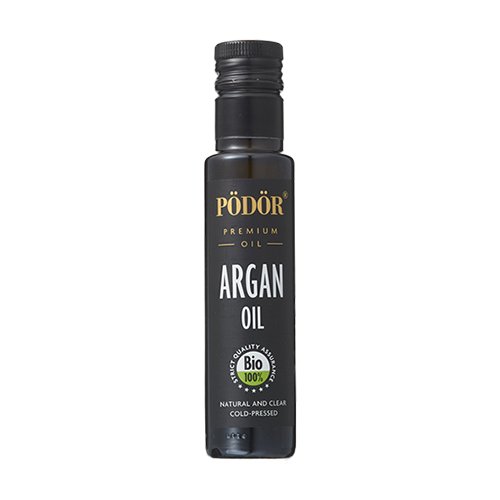 PÖDÖR®
PREMIUM
OIL
ARGAN
OIL
STRICT QUALITY ASSURANCE
Bio
100%
NATURAL AND CLEAR
COLD-PRESSED